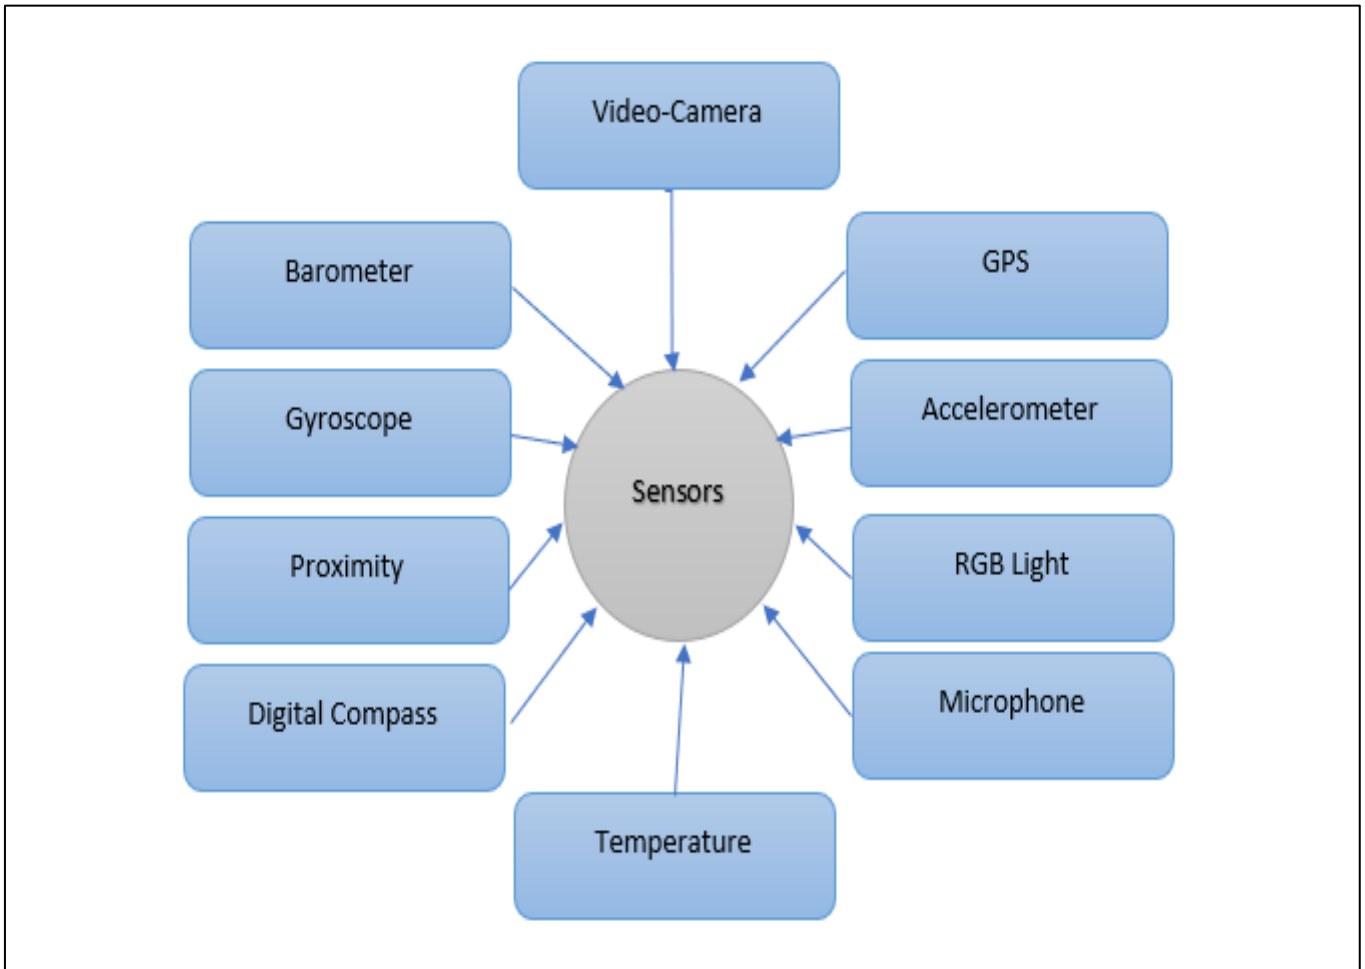 Video-Camera
Barometer
GPS
Gyroscope
Accelerometer
Sensors
Proximity
RGB Light
Digital Compass
Microphone
Temperature